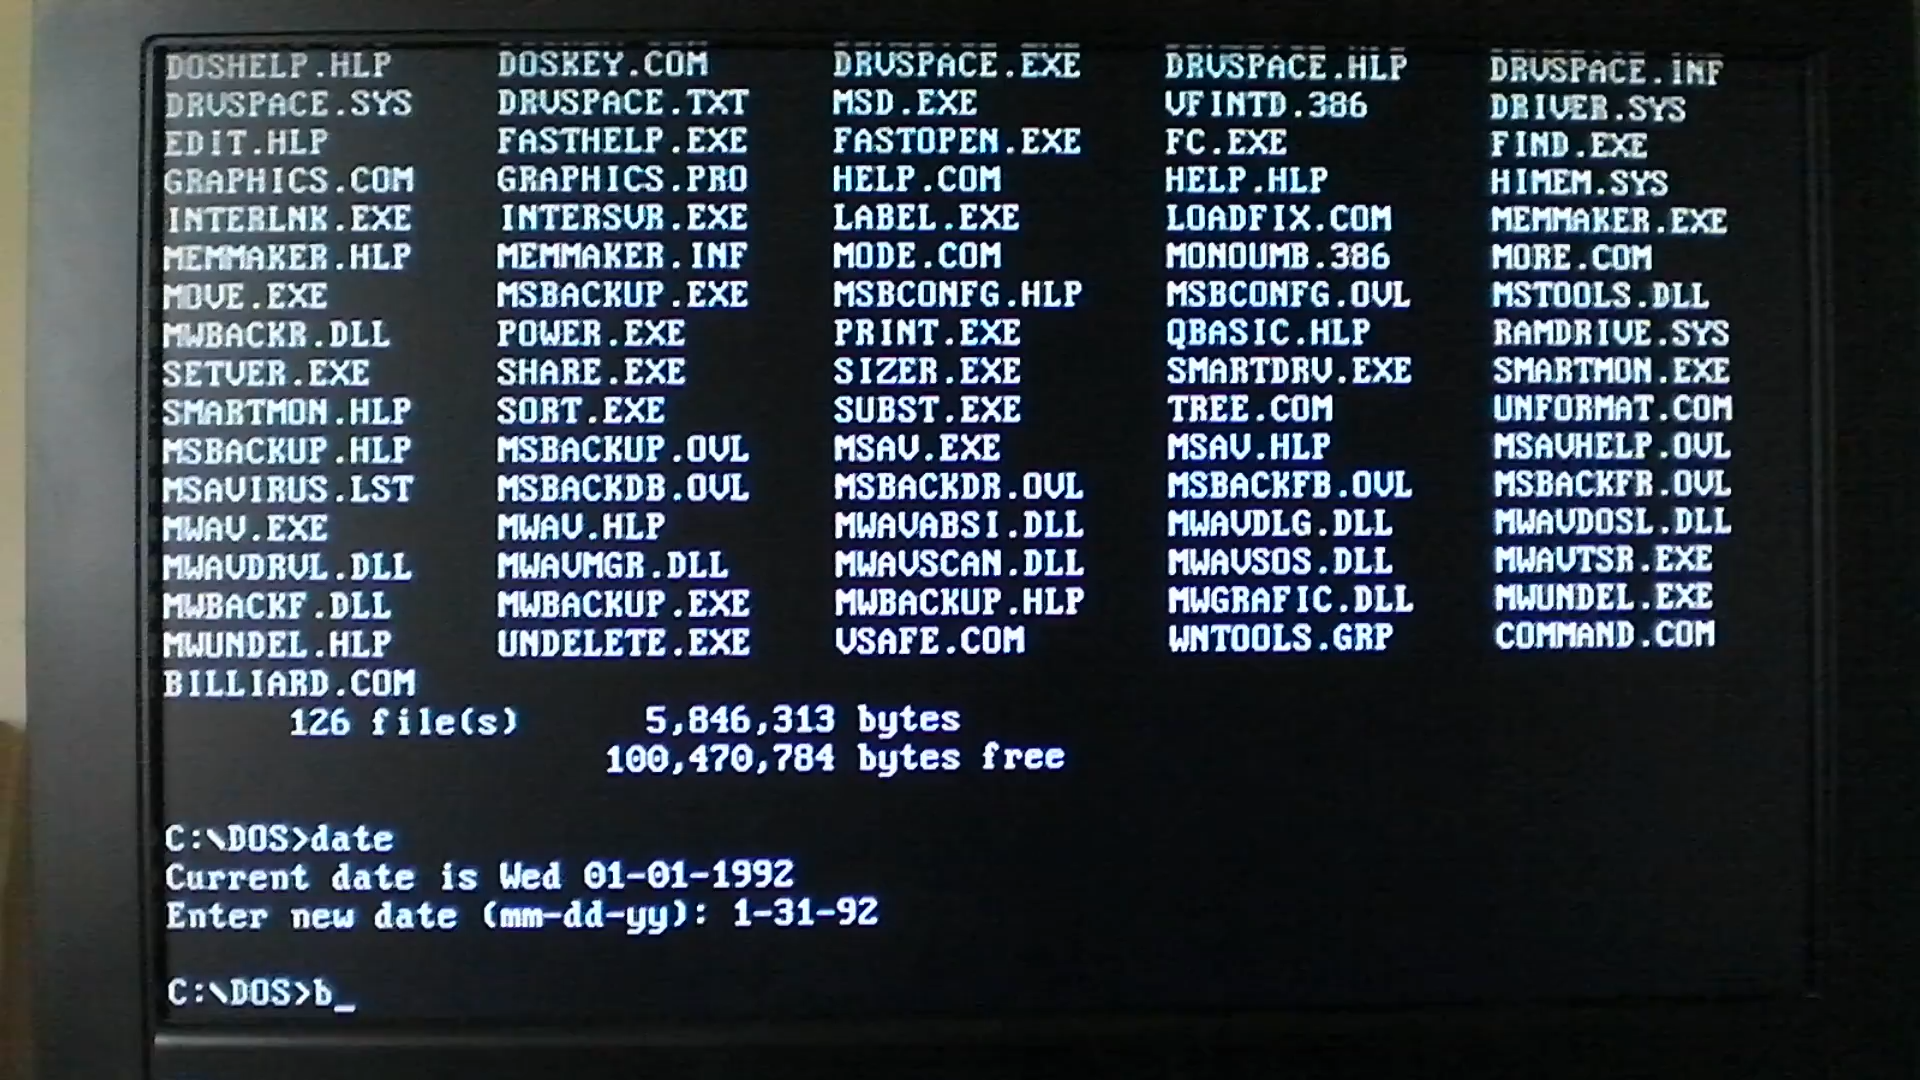 DOSHELP.HLP DOSKEY.COM DRVSPACE.EXE DRVSPACE.HLP DRVSPACE.INF
DRVSPACE.SYS DRVSPACE.TXT MSD.EXE VFINTD.386 DRIVER.SYS
EDIT.HLP FASTHELP.EXE FASTOPEN.EXE FC.EXE FIND.EXE
GRAPHICS.COM GRAPHICS.PRO HELP.COM HELP.HLP HIMEM.SYS
INTERLNK.EXE INTERSVR.EXE LABEL.EXE LOADFIX.COM MEMMAKER.EXE
MEMMAKER.HLP MEMMAKER.INF MODE.COM MONOUMB.386 MORE.COM
MOVE.EXE MSBACKUP.EXE MSBCONFG.HLP MSBCONFG.OVL MSTOOLS.DLL
MWBACKR.DLL POWER.EXE PRINT.EXE QBASIC.HLP RAMDRIVE.SYS
SETVER.EXE SHARE.EXE SIZER.EXE SMARTDRV.EXE SMARTMON.EXE
SMARTMON.HLP SORT.EXE SUBST.EXE TREE.COM UNFORMAT.COM
MSBACKUP.HLP MSBACKUP.OVL MSAV.EXE MSAV.HLP MSAVHELP.OVL
MSAVIRUS.LST MSBACKDB.OVL MSBACKDR.OVL MSBACKFB.OVL MSBACKFR.OVL
MWAV.EXE MWAV.HLP MWAVABSI.DLL MWAVDLG.DLL MWAVDOSL.DLL
MWAVDRVL.DLL MWAVMGR.DLL MWAVSCAN.DLL MWAVSOS.DLL MWAVTSR.EXE
MWBACKF.DLL MWBACKUP.EXE MWBACKUP.HLP MWGRAFIC.DLL MWUNDEL.EXE
MWUNDEL.HLP UNDELETE.EXE VSAFE.COM WNTOOLS.GRP COMMAND.COM
BILLIARD.COM
126 file(s) 5,846,313 bytes
100,470,784 bytes free
C:\DOS>date
Current date is Wed 01-01-1992
Enter new date (mm-dd-yy): 1-31-92
C:\DOS>b_